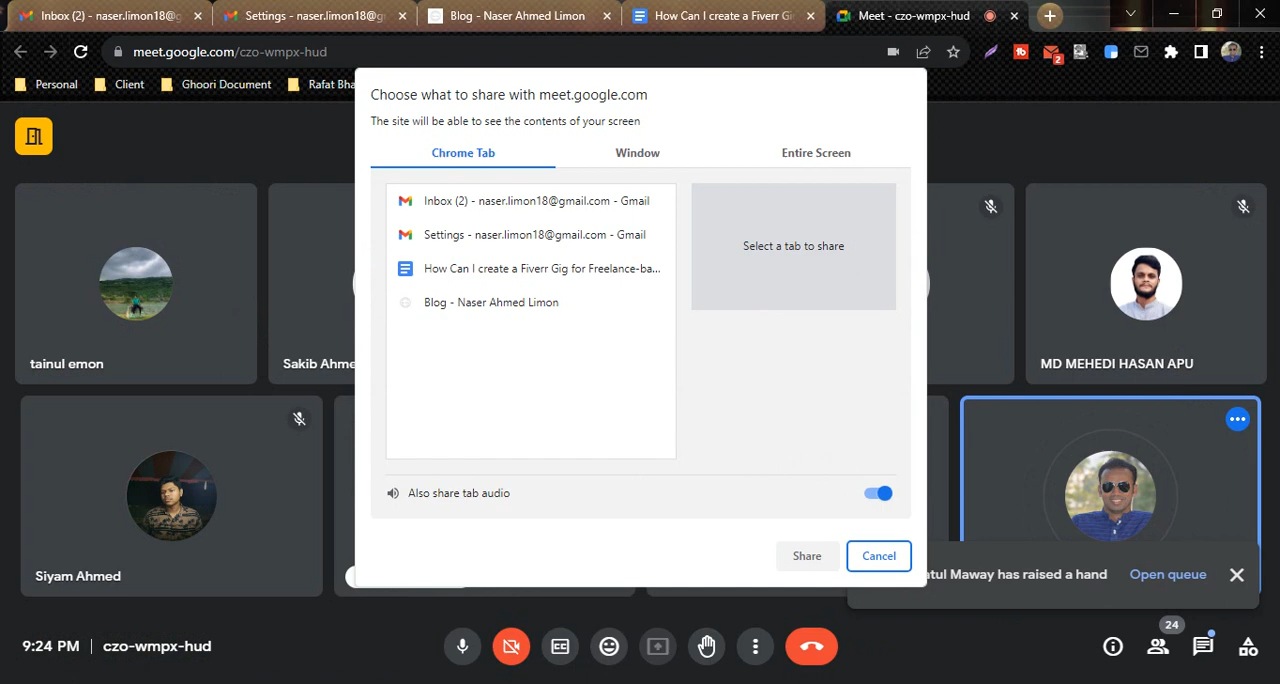 Inbox (2) - naser.limon18@g
Settings - naser.limon18@g
Blog - Naser Ahmed Limon
How Can I create a Fiverr Gi
Meet - czo-wmpx-hud
meet.google.com/czo-wmpx-hud
2
Personal
Client
Ghoori Document
Rafat Bha
Choose what to share with meet.google.com
The site will be able to see the contents of your screen
Chrome Tab
Window
Entire Screen
Inbox (2) - naser.limon18@gmail.com - Gmail
Settings - naser.limon18@gmail.com - Gmail
How Can I create a Fiverr Gig for Freelance-ba...
Blog - Naser Ahmed Limon
Select a tab to share
Also share tab audio
Share
Cancel
tainul emon
Sakib Ahme
MD MEHEDI HASAN APU
Siyam Ahmed
atul Maway has raised a hand
Open queue
9:24 PM
czo-wmpx-hud
24